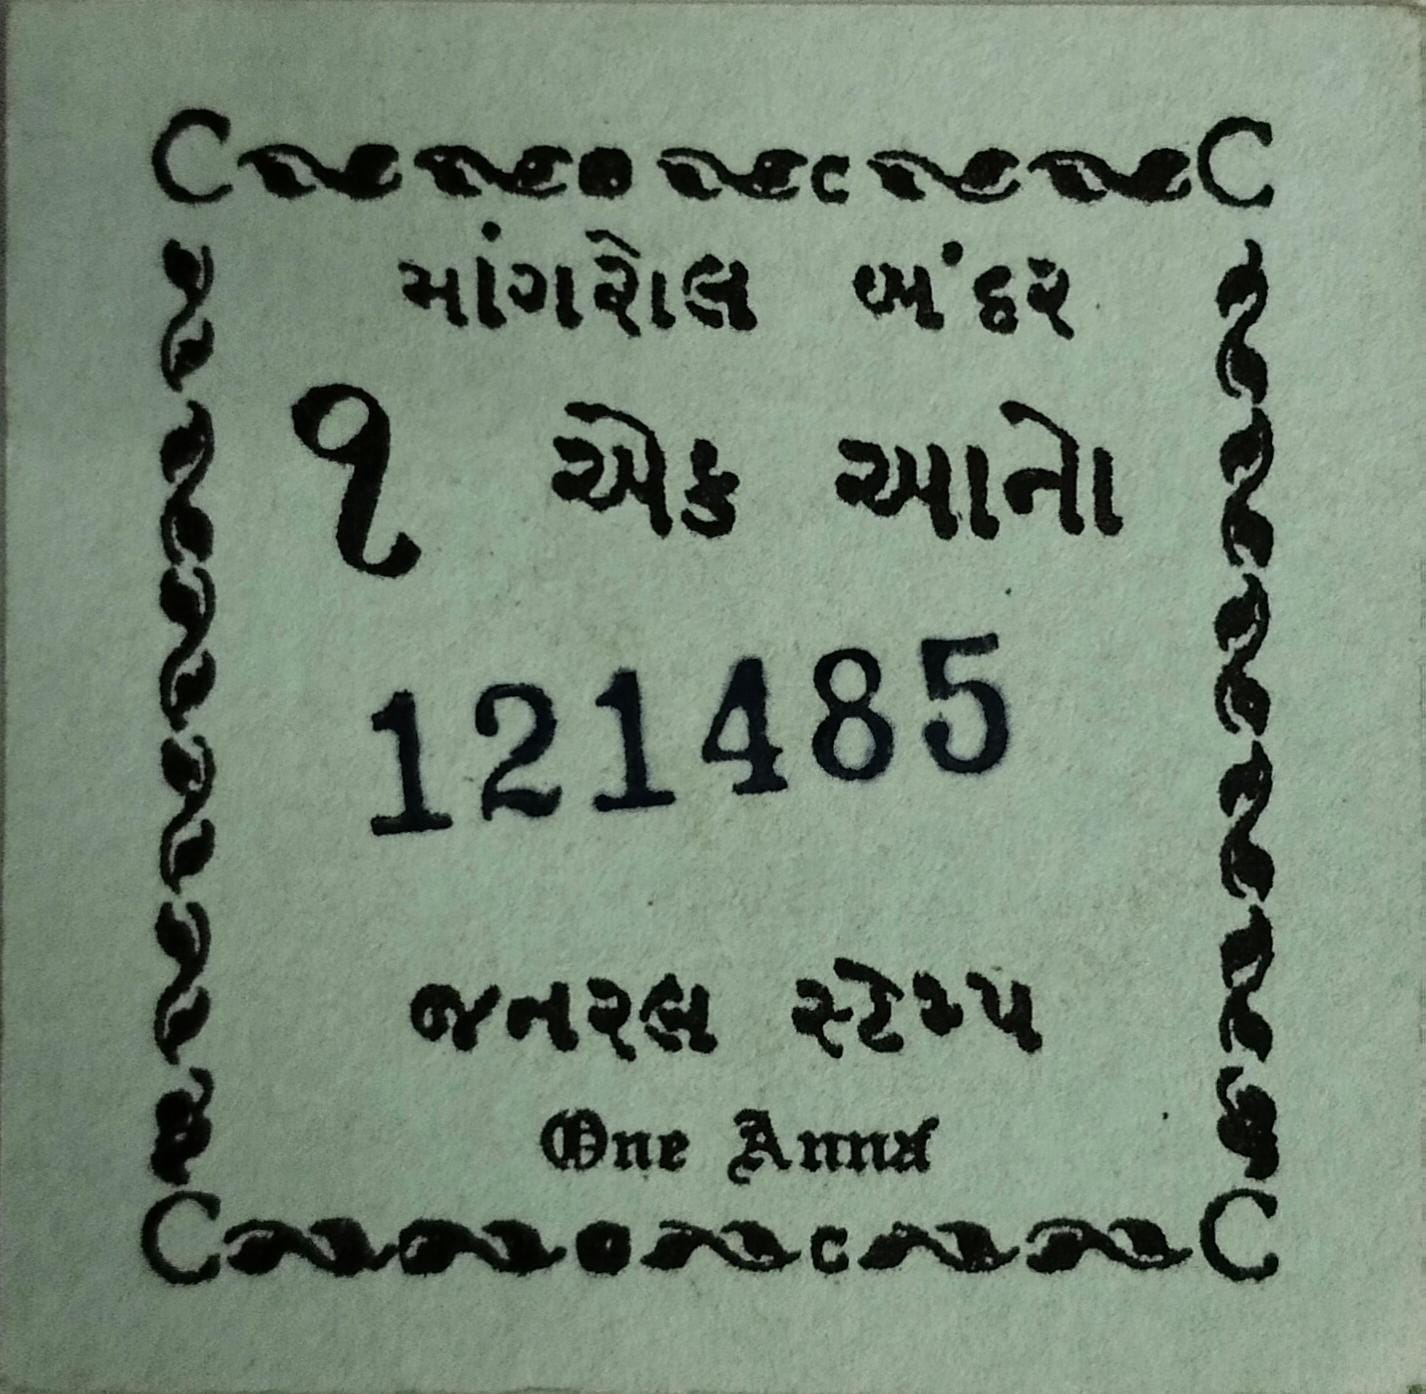 માંગરોલ બંદર
૧ એક આનો
121485
જનરલ સ્ટેમ્પ
One Anna